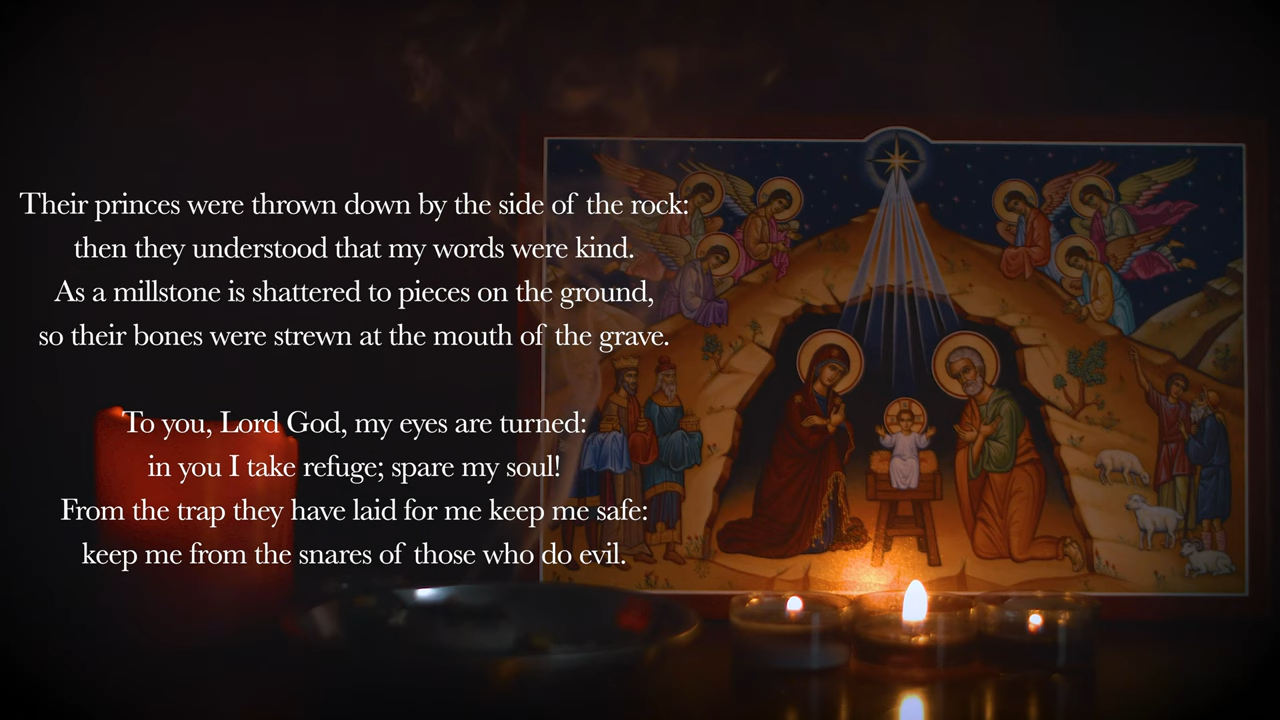 Their princes were thrown down by the side of the rock:
then they understood that my words were kind.
As a millstone is shattered to pieces on the ground,
so their bones were strewn at the mouth of the grave.
To you, Lord God, my eyes are turned:
in you I take refuge; spare my soul!
From the trap they have laid for me keep me safe:
keep me from the snares of those who do evil.